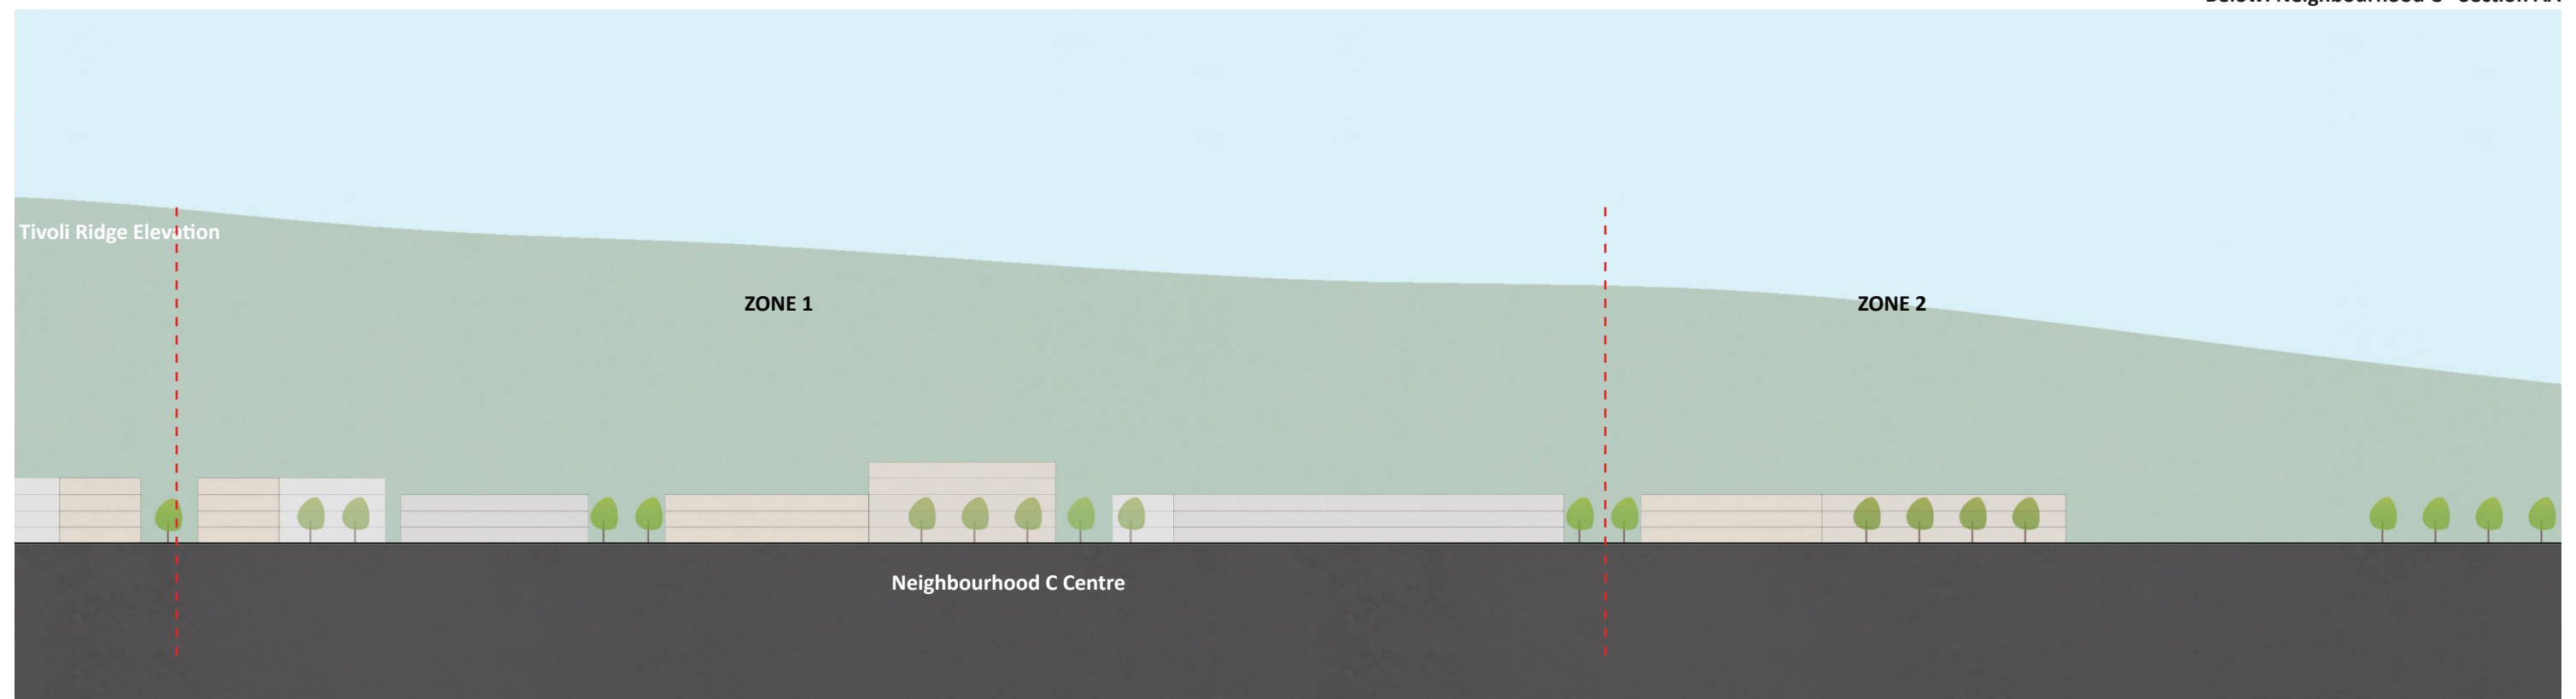 Tivoli Ridge Elevation
ZONE 1
ZONE 2
Neighbourhood C Centre